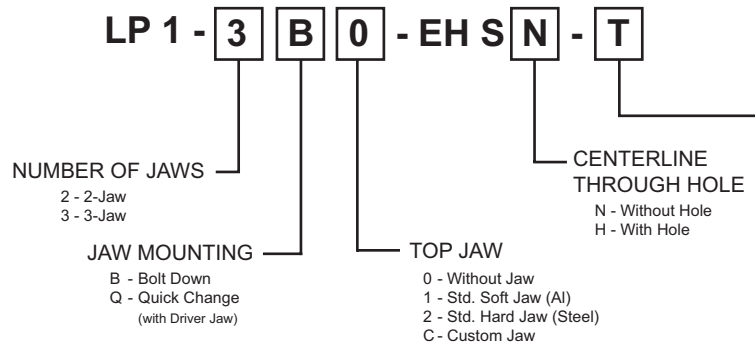 LP 1 - 3 B 0 - EH S N - T
NUMBER OF JAWS
2 - 2-Jaw
3 - 3-Jaw
JAW MOUNTING
B - Bolt Down
Q - Quick Change
(with Driver Jaw)
TOP JAW
0 - Without Jaw
1 - Std. Soft Jaw (Al)
2 - Std. Hard Jaw (Steel)
C - Custom Jaw
CENTERLINE
THROUGH HOLE
N - Without Hole
H - With Hole